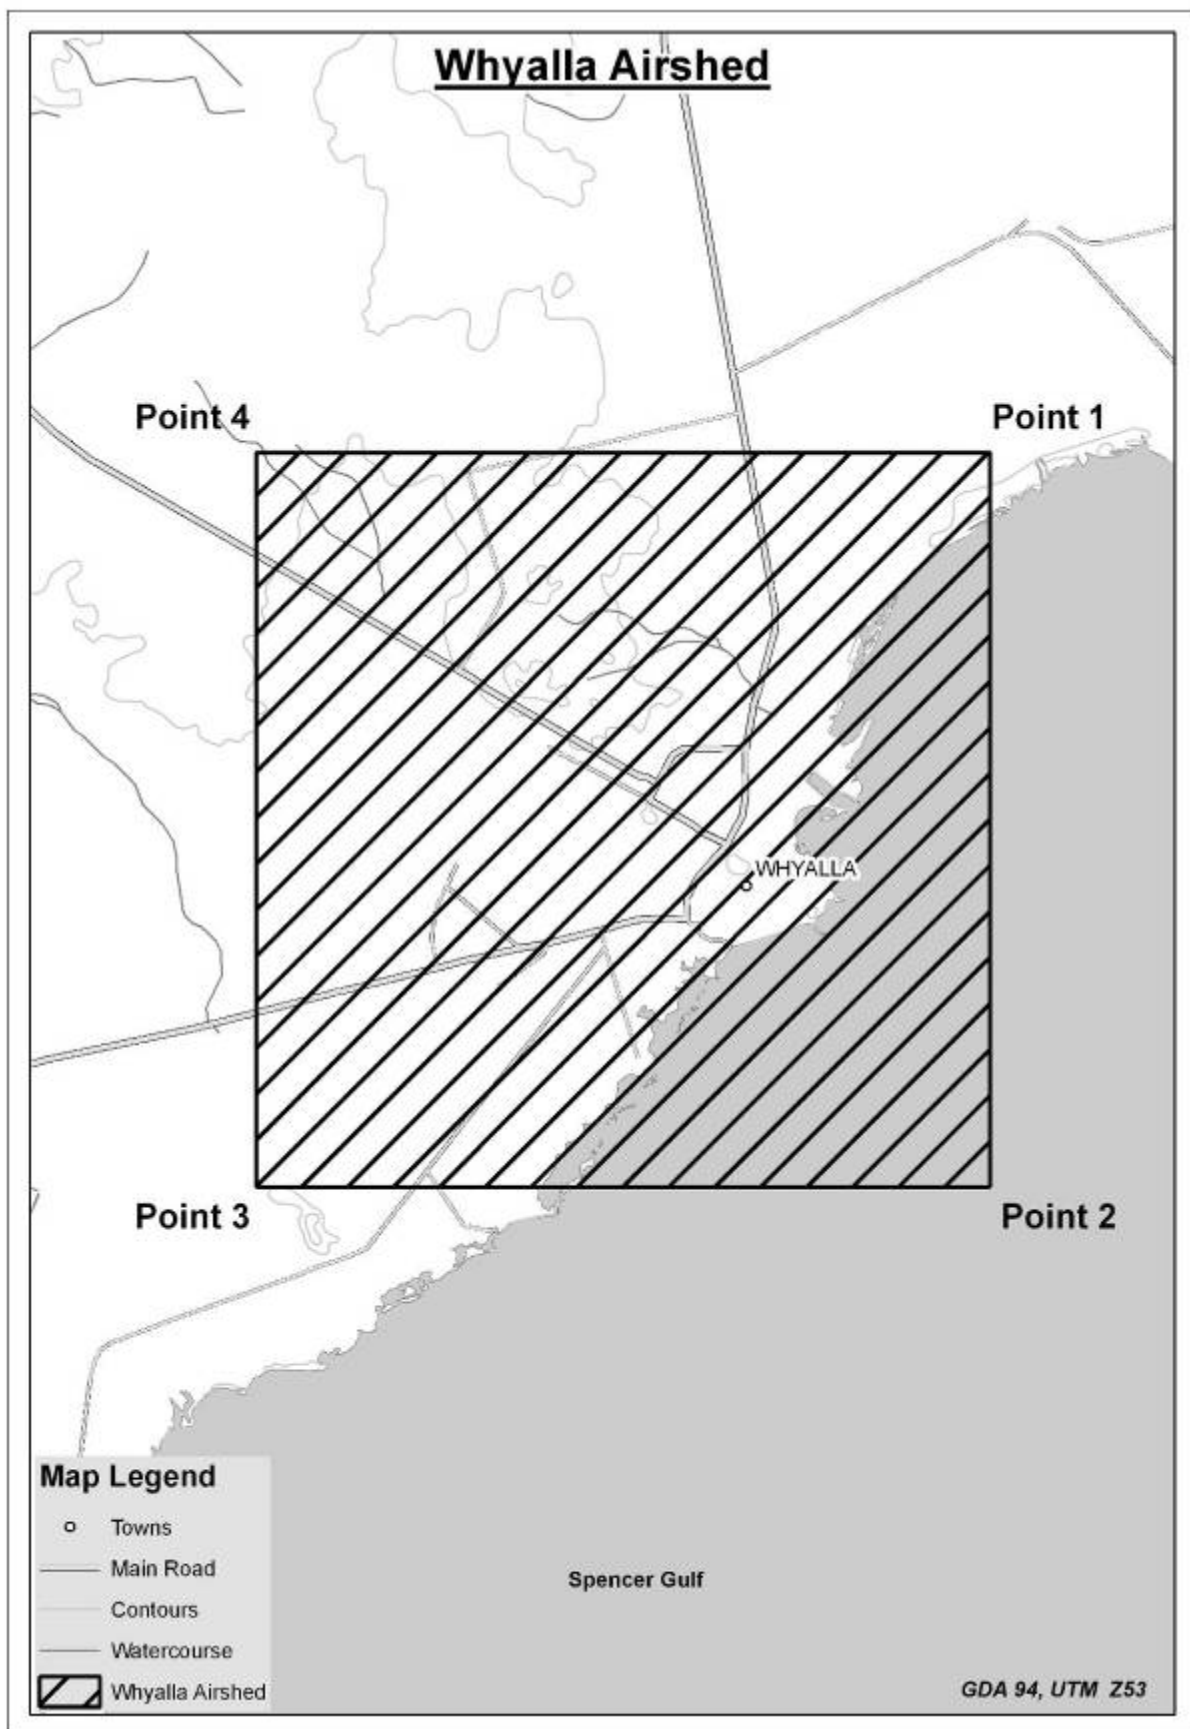 Whyalla Airshed
Point 4
Point 1
WHYALLA
Point 3
Point 2
Map Legend
Towns
Main Road
Contours
Watercourse
Whyalla Airshed
Spencer Gulf
GDA 94, UTM Z53